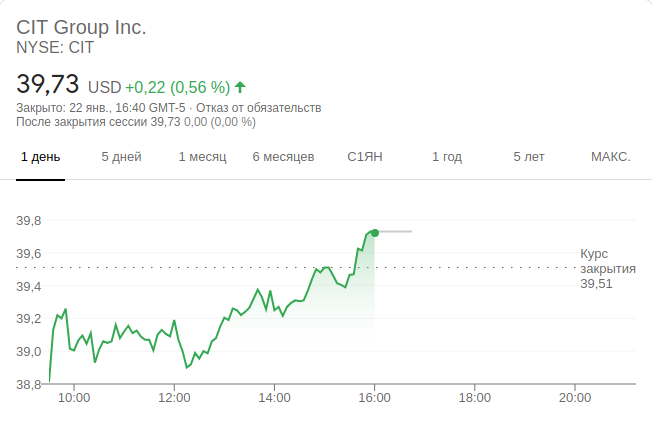 CIT Group Inc.
NYSE: CIT
39,73 USD +0,22 (0,56 %)
Закрыто: 22 янв., 16:40 GMT-5 · Отказ от обязательств
После закрытия сессии 39,73 0,00 (0,00 %)
1 день 5 дней 1 месяц 6 месяцев С1ЯН 1 год 5 лет МАКС.
39,8
39,6
39,4
39,2
39,0
38,8
Курс
закрытия
39,51
10:00 12:00 14:00 16:00 18:00 20:00